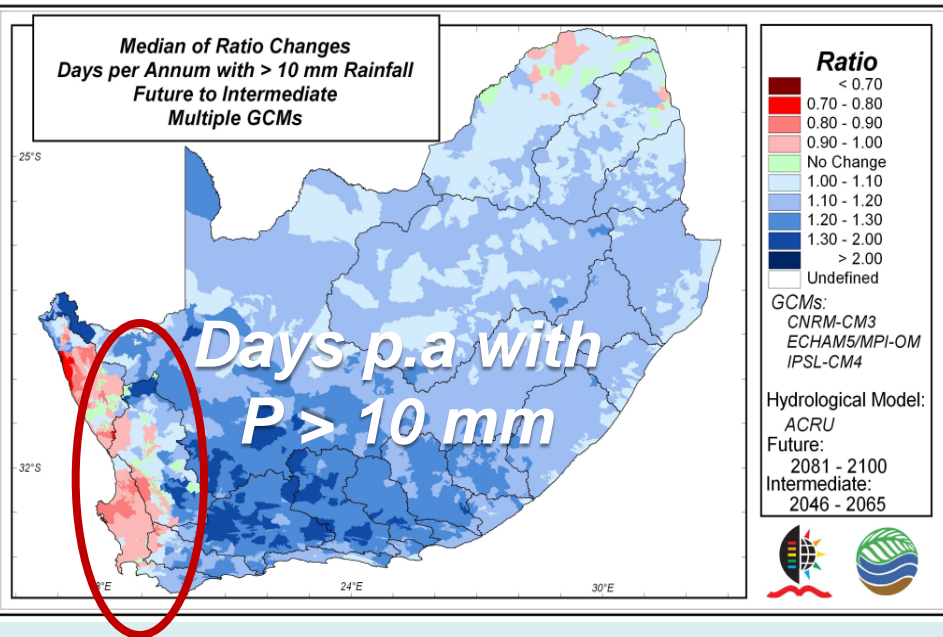 Median of Ratio Changes
Days per Annum with > 10 mm Rainfall
Future to Intermediate
Multiple GCMs
25°S
32°S
24°E
30°E
Days p.a with
P > 10 mm
Ratio
< 0.70
0.70 - 0.80
0.80 - 0.90
0.90 - 1.00
No Change
1.00 - 1.10
1.10 - 1.20
1.20 - 1.30
1.30 - 2.00
> 2.00
Undefined
GCMs:
CNRM-CM3
ECHAM5/MPI-OM
IPSL-CM4
Hydrological Model:
ACRU
Future:
2081 - 2100
Intermediate:
2046 - 2065